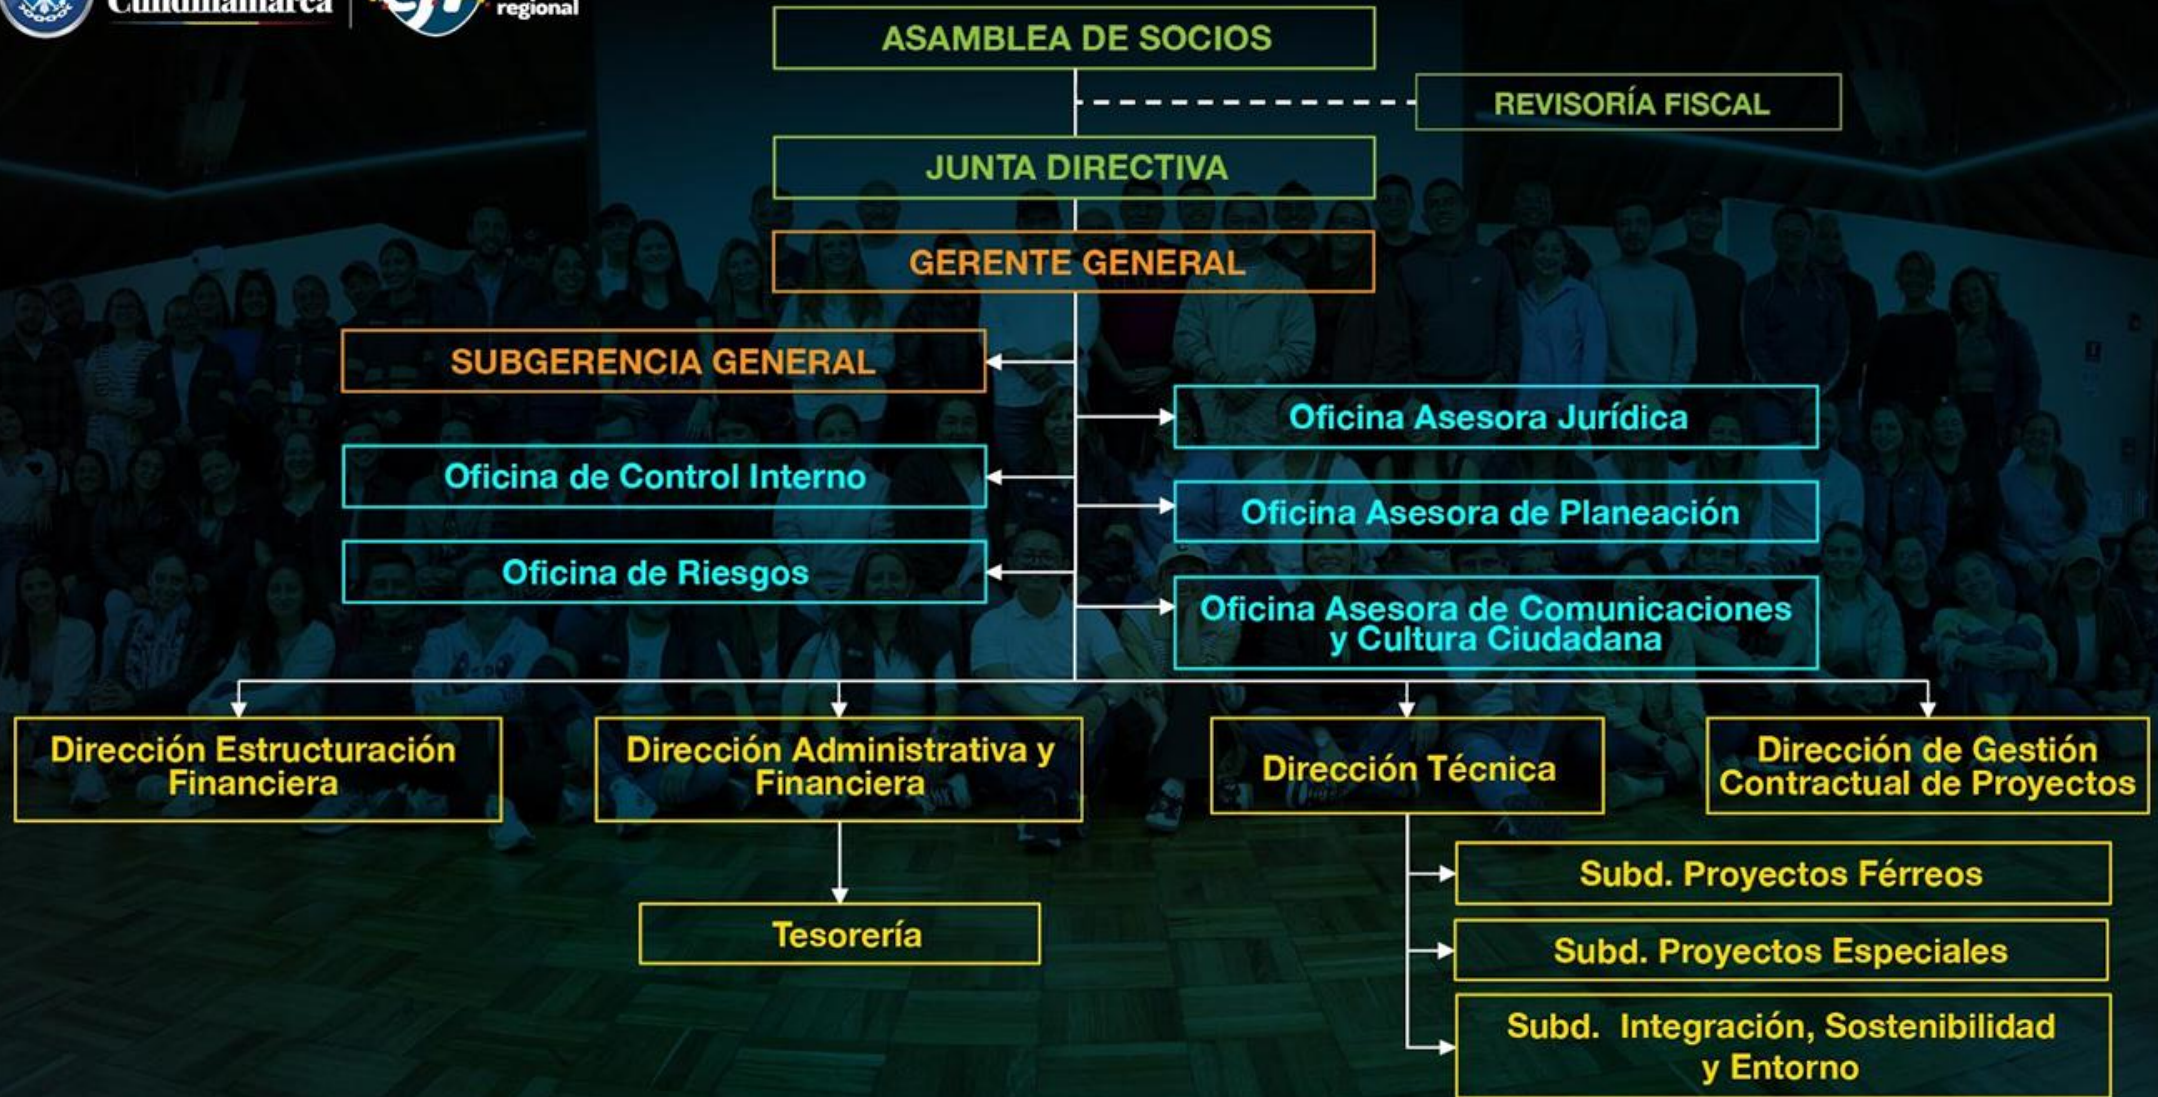 Cundinamarca
regional
ASAMBLEA DE SOCIOS
REVISORÍA FISCAL
JUNTA DIRECTIVA
GERENTE GENERAL
SUBGERENCIA GENERAL
Oficina Asesora Jurídica
Oficina de Control Interno
Oficina Asesora de Planeación
Oficina de Riesgos
Oficina Asesora de Comunicaciones
y Cultura Ciudadana
Dirección Estructuración
Financiera
Dirección Administrativa y
Financiera
Dirección Técnica
Dirección de Gestión
Contractual de Proyectos
Subd. Proyectos Férreos
Tesorería
Subd. Proyectos Especiales
Subd. Integración, Sostenibilidad
y Entorno